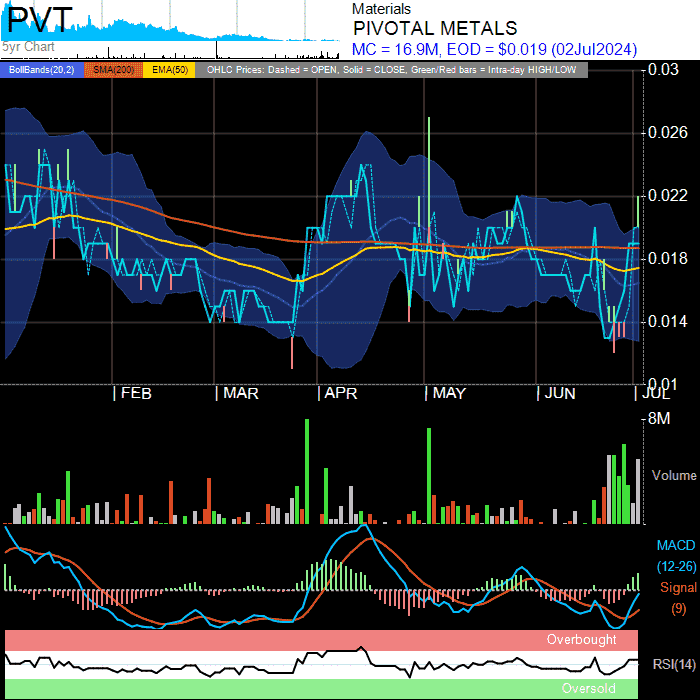 PVT
5yr Chart
Materials
PIVOTAL METALS
MC = 16.9M, EOD = $0.019 (02Jul2024)
BollBands(20,2) SMA(200) EMA(50) OHLC Prices: Dashed = OPEN, Solid = CLOSE, Green/Red bars = Intra-day HIGH/LOW
0.03
0.026
0.022
0.018
0.014
0.01
FEB MAR APR MAY JUN JUL
8M
Volume
MACD
(12-26)
Signal
(9)
Overbought
RSI(14)
Oversold